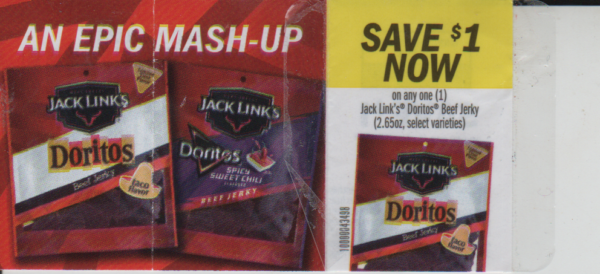 AN EPIC MASH-UP
JACK LINK'S
Doritos
Beef Jerky
taco
flavor
JACK LINK'S
Doritos
SPICY
SWEET CHILI
FLAVORED
BEEF JERKY
SAVE $1
NOW
on any one (1)
Jack Link's® Doritos® Beef Jerky
(2.65oz, select varieties)
JACK LINK'S
Doritos
Beef Jerky
taco
flavor